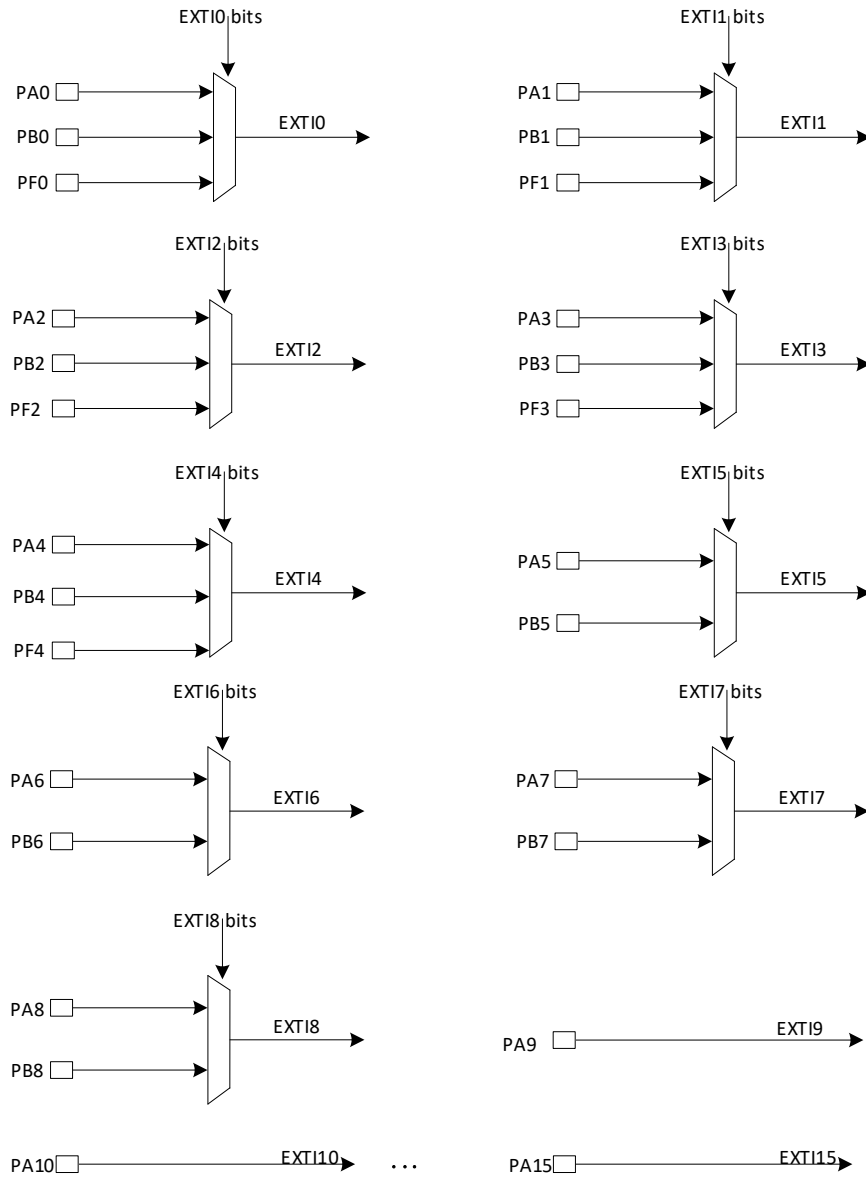 EXTI0 bits
PA0
PB0
PF0
EXTI0
EXTI1 bits
PA1
PB1
PF1
EXTI1
EXTI2 bits
PA2
PB2
PF2
EXTI2
EXTI3 bits
PA3
PB3
PF3
EXTI3
EXTI4 bits
PA4
PB4
PF4
EXTI4
EXTI5 bits
PA5
PB5
EXTI5
EXTI6 bits
PA6
PB6
EXTI6
EXTI7 bits
PA7
PB7
EXTI7
EXTI8 bits
PA8
PB8
EXTI8
PA9
EXTI9
PA10
EXTI10
...
PA15
EXTI15